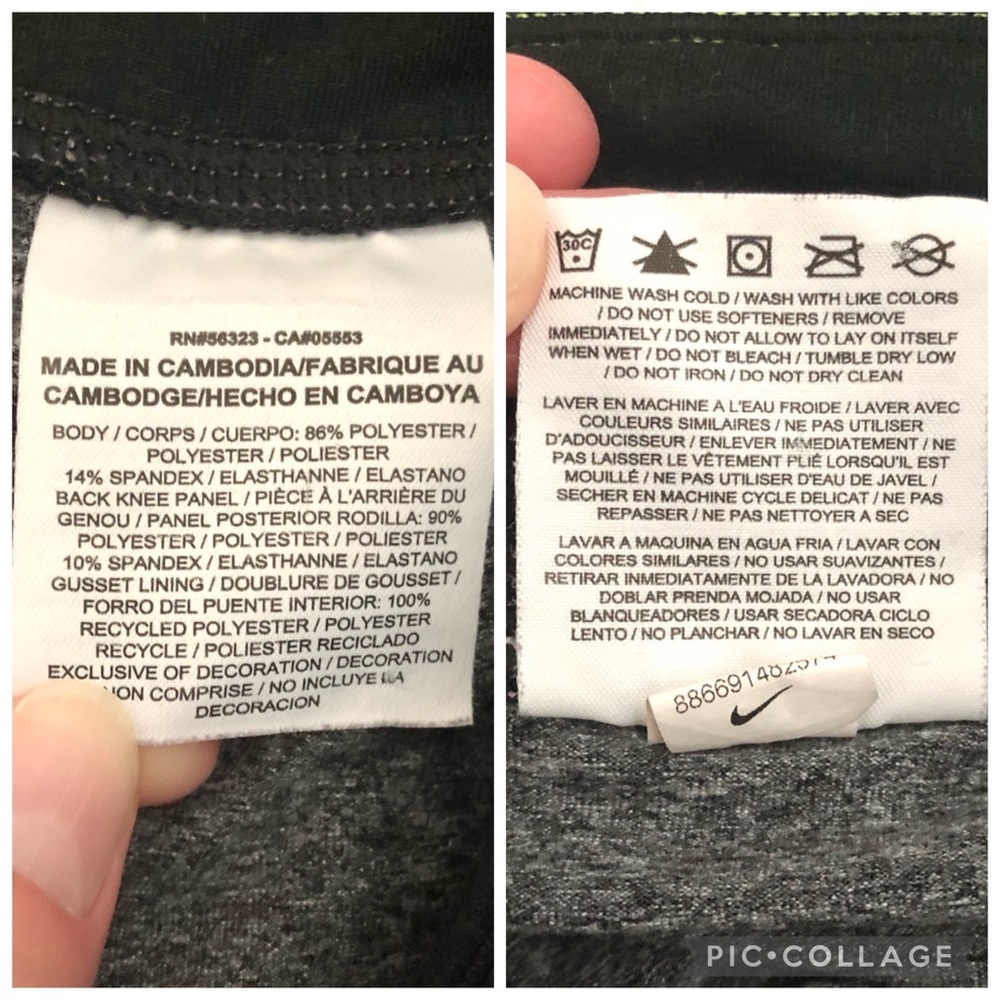 RN#56323 - CA#05553
MADE IN CAMBODIA/FABRIQUE AU
CAMBODGE/HECHO EN CAMBOYA
BODY / CORPS / CUERPO: 86% POLYESTER /
POLYESTER / POLIESTER
14% SPANDEX / ELASTHANNE / ELASTANO
BACK KNEE PANEL / PIÈCE À L'ARRIÈRE DU
GENOU / PANEL POSTERIOR RODILLA: 90%
POLYESTER / POLYESTER / POLIESTER
10% SPANDEX / ELASTHANNE / ELASTANO
GUSSET LINING / DOUBLURE DE GOUSSET /
FORRO DEL PUENTE INTERIOR: 100%
RECYCLED POLYESTER / POLYESTER
RECYCLE / POLIESTER RECICLADO
EXCLUSIVE OF DECORATION / DECORATION
NON COMPRISE / NO INCLUYE LA
DECORACION
30C
MACHINE WASH COLD / WASH WITH LIKE COLORS
/ DO NOT USE SOFTENERS / REMOVE
IMMEDIATELY / DO NOT ALLOW TO LAY ON ITSELF
WHEN WET / DO NOT BLEACH / TUMBLE DRY LOW
/ DO NOT IRON / DO NOT DRY CLEAN
LAVER EN MACHINE A L'EAU FROIDE / LAVER AVEC
COULEURS SIMILAIRES / NE PAS UTILISER
D'ADOUCISSEUR / ENLEVER IMMEDIATEMENT / NE
PAS LAISSER LE VÊTEMENT PLIÉ LORSQU'IL EST
MOUILLÉ / NE PAS UTILISER D'EAU DE JAVEL /
SECHER EN MACHINE CYCLE DELICAT / NE PAS
REPASSER / NE PAS NETTOYER A SEC
LAVAR A MAQUINA EN AGUA FRIA / LAVAR CON
COLORES SIMILARES / NO USAR SUAVIZANTES /
RETIRAR INMEDIATAMENTE DE LA LAVADORA / NO
DOBLAR PRENDA MOJADA / NO USAR
BLANQUEADORES / USAR SECADORA CICLO
LENTO / NO PLANCHAR / NO LAVAR EN SECO
PIC•COLLAGE